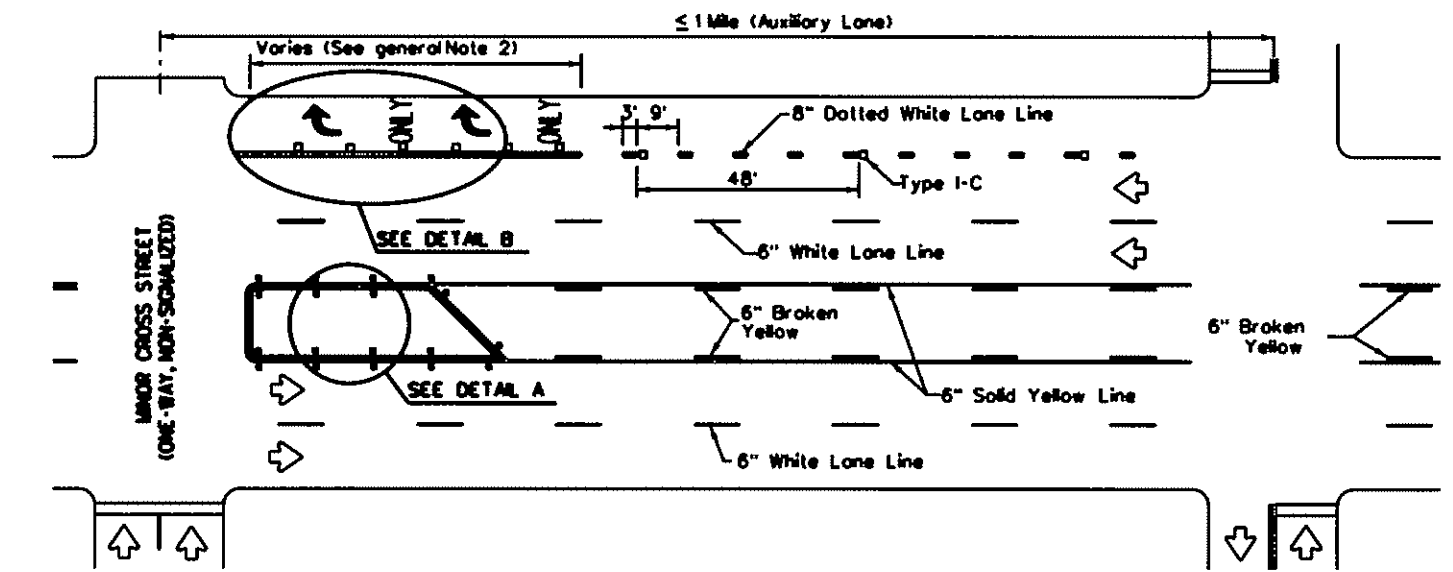 ≤ 1 Mile (Auxiliary Lane)
Varies (See general Note 2)
ONLY
ONLY
3'
9'
8" Dotted White Lane Line
48'
Type I-C
SEE DETAIL B
6" White Lane Line
MINOR CROSS STREET
(ONE-WAY, NON-SIGNALIZED)
6" Broken
Yellow
6" Broken
Yellow
SEE DETAIL A
6" Solid Yellow Line
6" White Lane Line